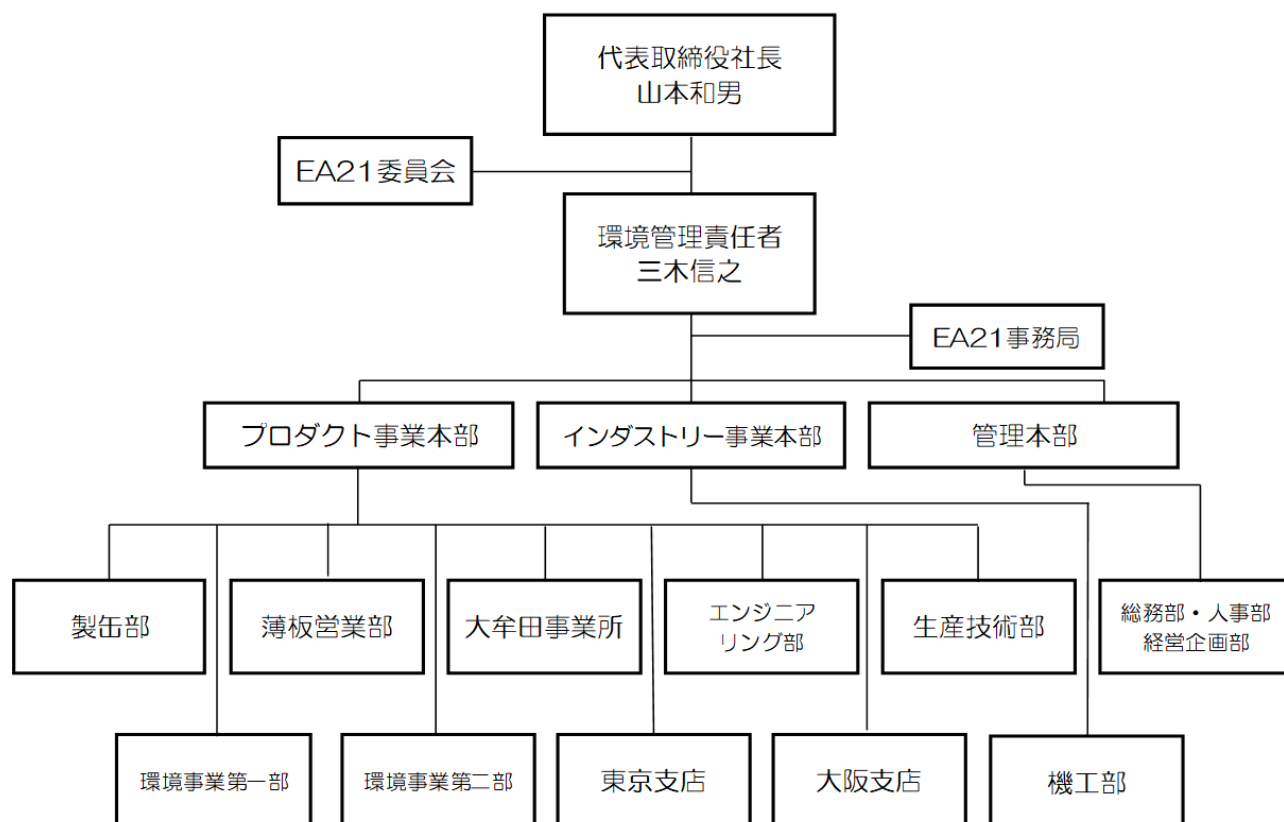 代表取締役社長
山本和男
EA21委員会
環境管理責任者
三木信之
EA21事務局
プロダクト事業本部
インダストリー事業本部
管理本部
製缶部
薄板営業部
大牟田事業所
エンジニア
リング部
生産技術部
総務部・人事部
経営企画部
環境事業第一部
環境事業第二部
東京支店
大阪支店
機工部